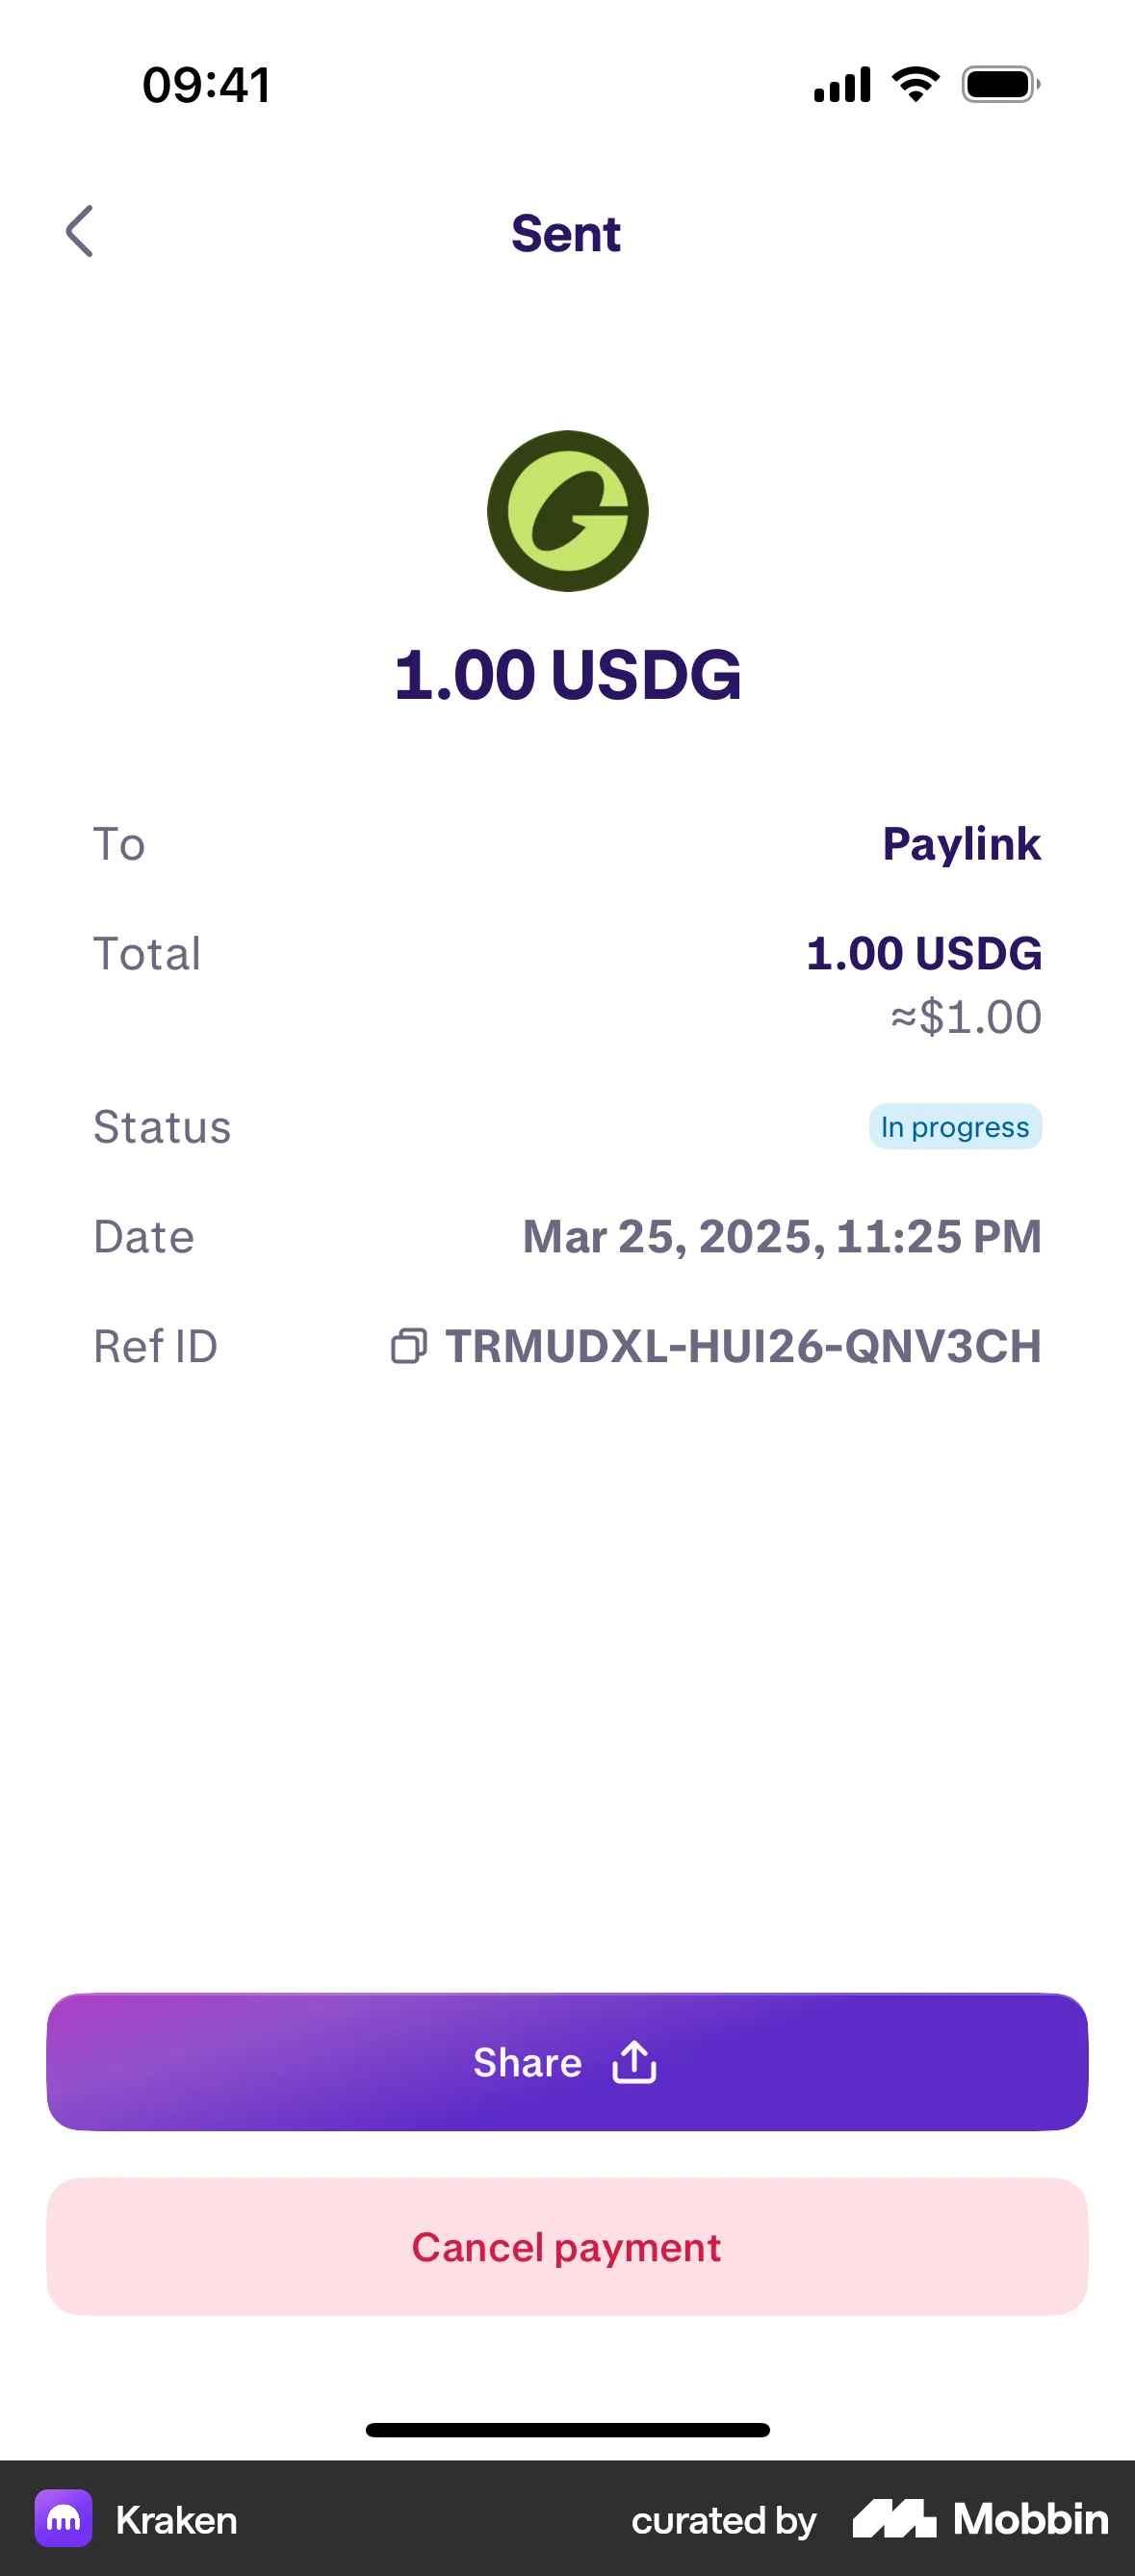 09:41
Sent
1.00 USDG
To Paylink
Total 1.00 USDG
≈$1.00
Status In progress
Date Mar 25, 2025, 11:25 PM
Ref ID TRMUDXL-HUI26-QNV3CH
Share
Cancel payment
Kraken curated by Mobbin